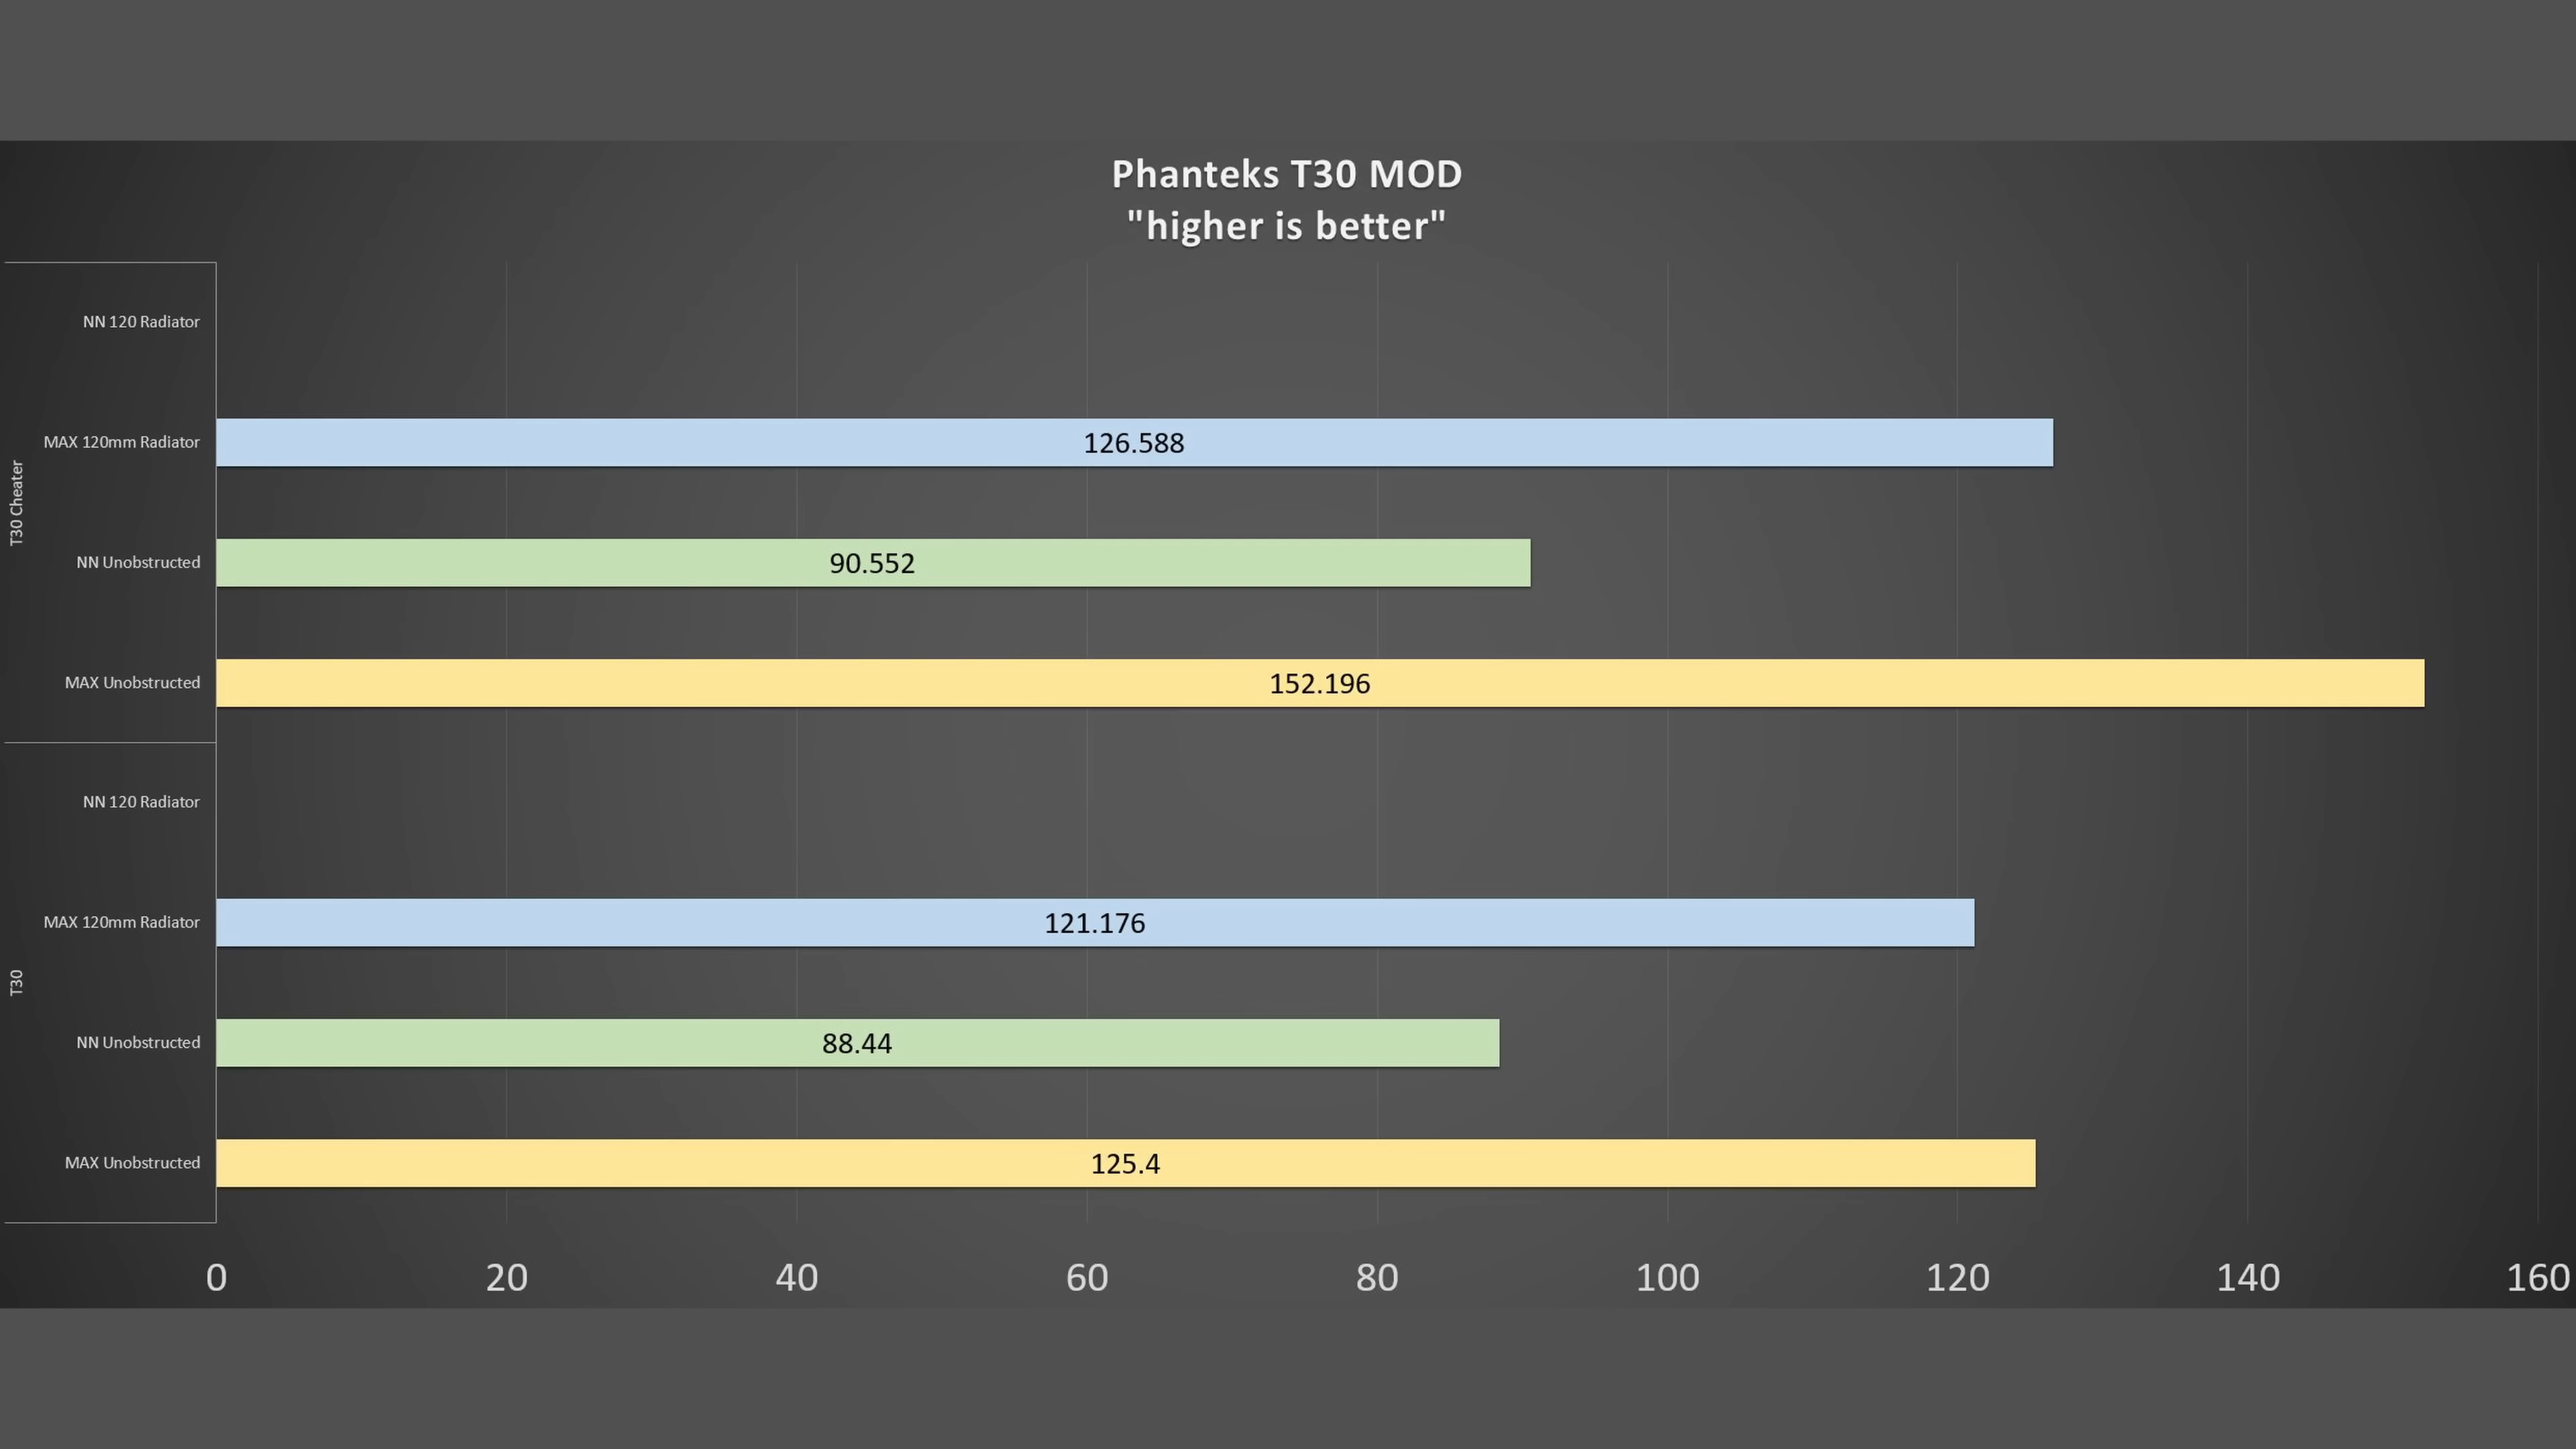 Phanteks T30 MOD
"higher is better"
T30 Cheater
NN 120 Radiator
MAX 120mm Radiator
126.588
NN Unobstructed
90.552
MAX Unobstructed
152.196
T30
NN 120 Radiator
MAX 120mm Radiator
121.176
NN Unobstructed
88.44
MAX Unobstructed
125.4
0 20 40 60 80 100 120 140 160